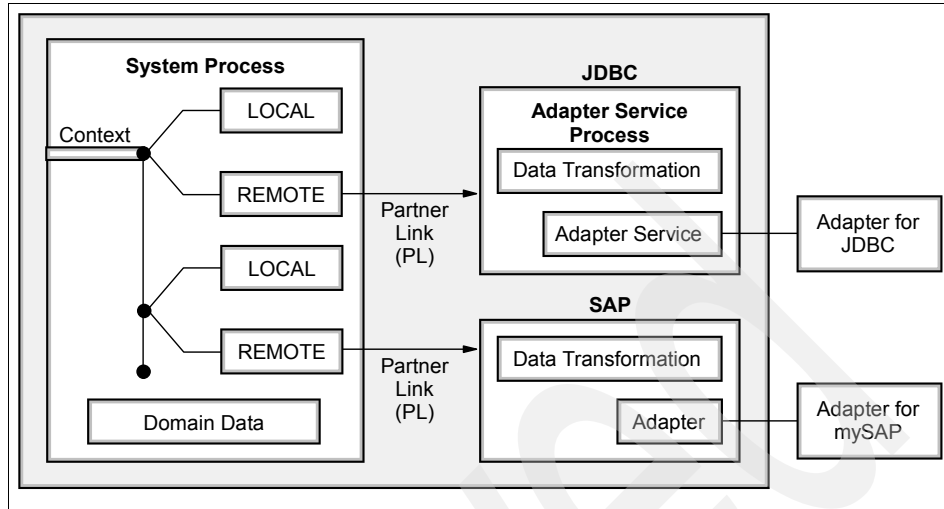 System Process
LOCAL
Context
REMOTE
LOCAL
REMOTE
Domain Data
Partner
Link
(PL)
Partner
Link
(PL)
JDBC
Adapter Service
Process
Data Transformation
Adapter Service
SAP
Data Transformation
Adapter
Adapter for
JDBC
Adapter for
mySAP